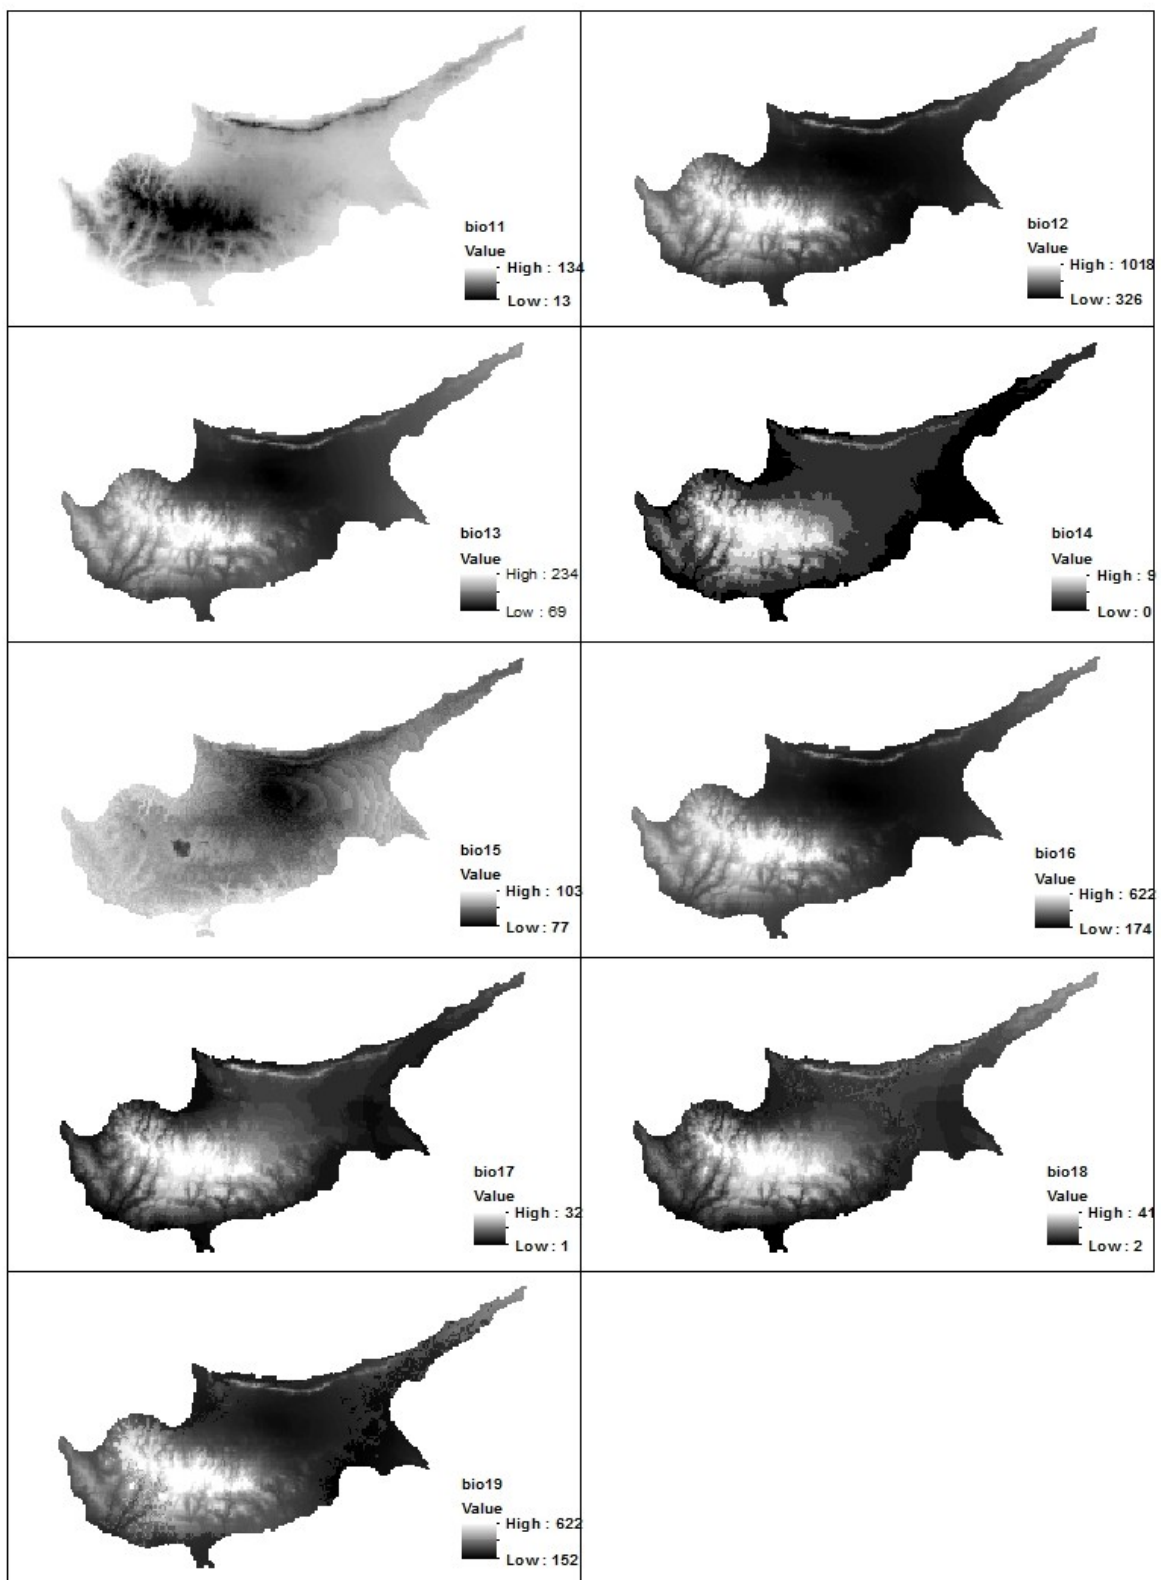 bio11
Value
High : 134
Low : 13
bio12
Value
High : 1018
Low : 326
bio13
Value
High : 234
Low : 69
bio14
Value
High : 9
Low : 0
bio15
Value
High : 103
Low : 77
bio16
Value
High : 622
Low : 174
bio17
Value
High : 32
Low : 1
bio18
Value
High : 41
Low : 2
bio19
Value
High : 622
Low : 152